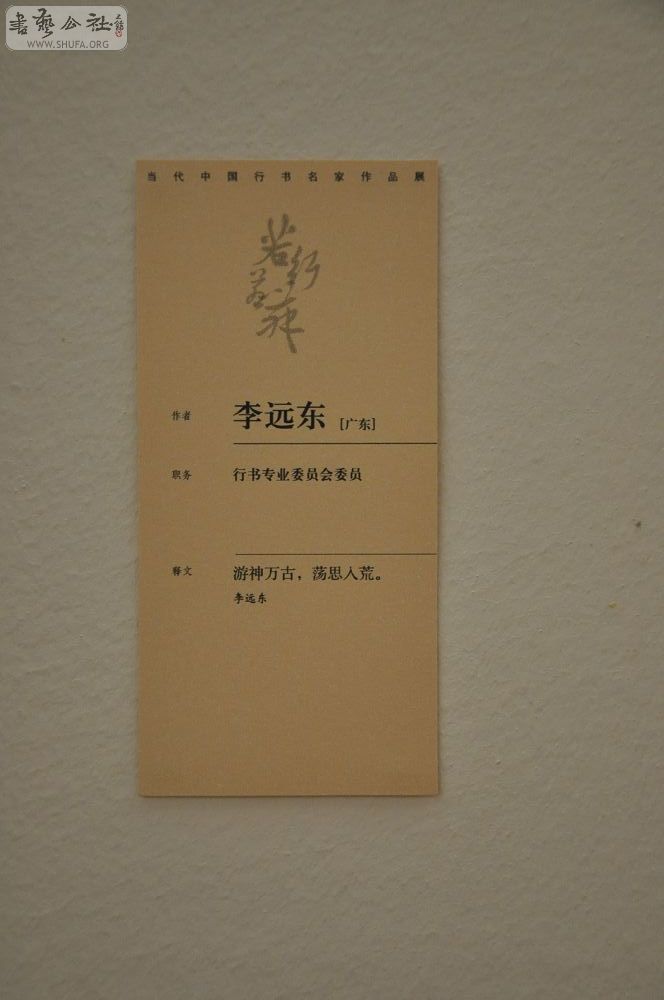 書藝公社
WWW.SHUFA.ORG
当代中国行书名家作品展
作者 李远东 [广东]
职务 行书专业委员会委员
释文 游神万古，荡思入荒。
李远东